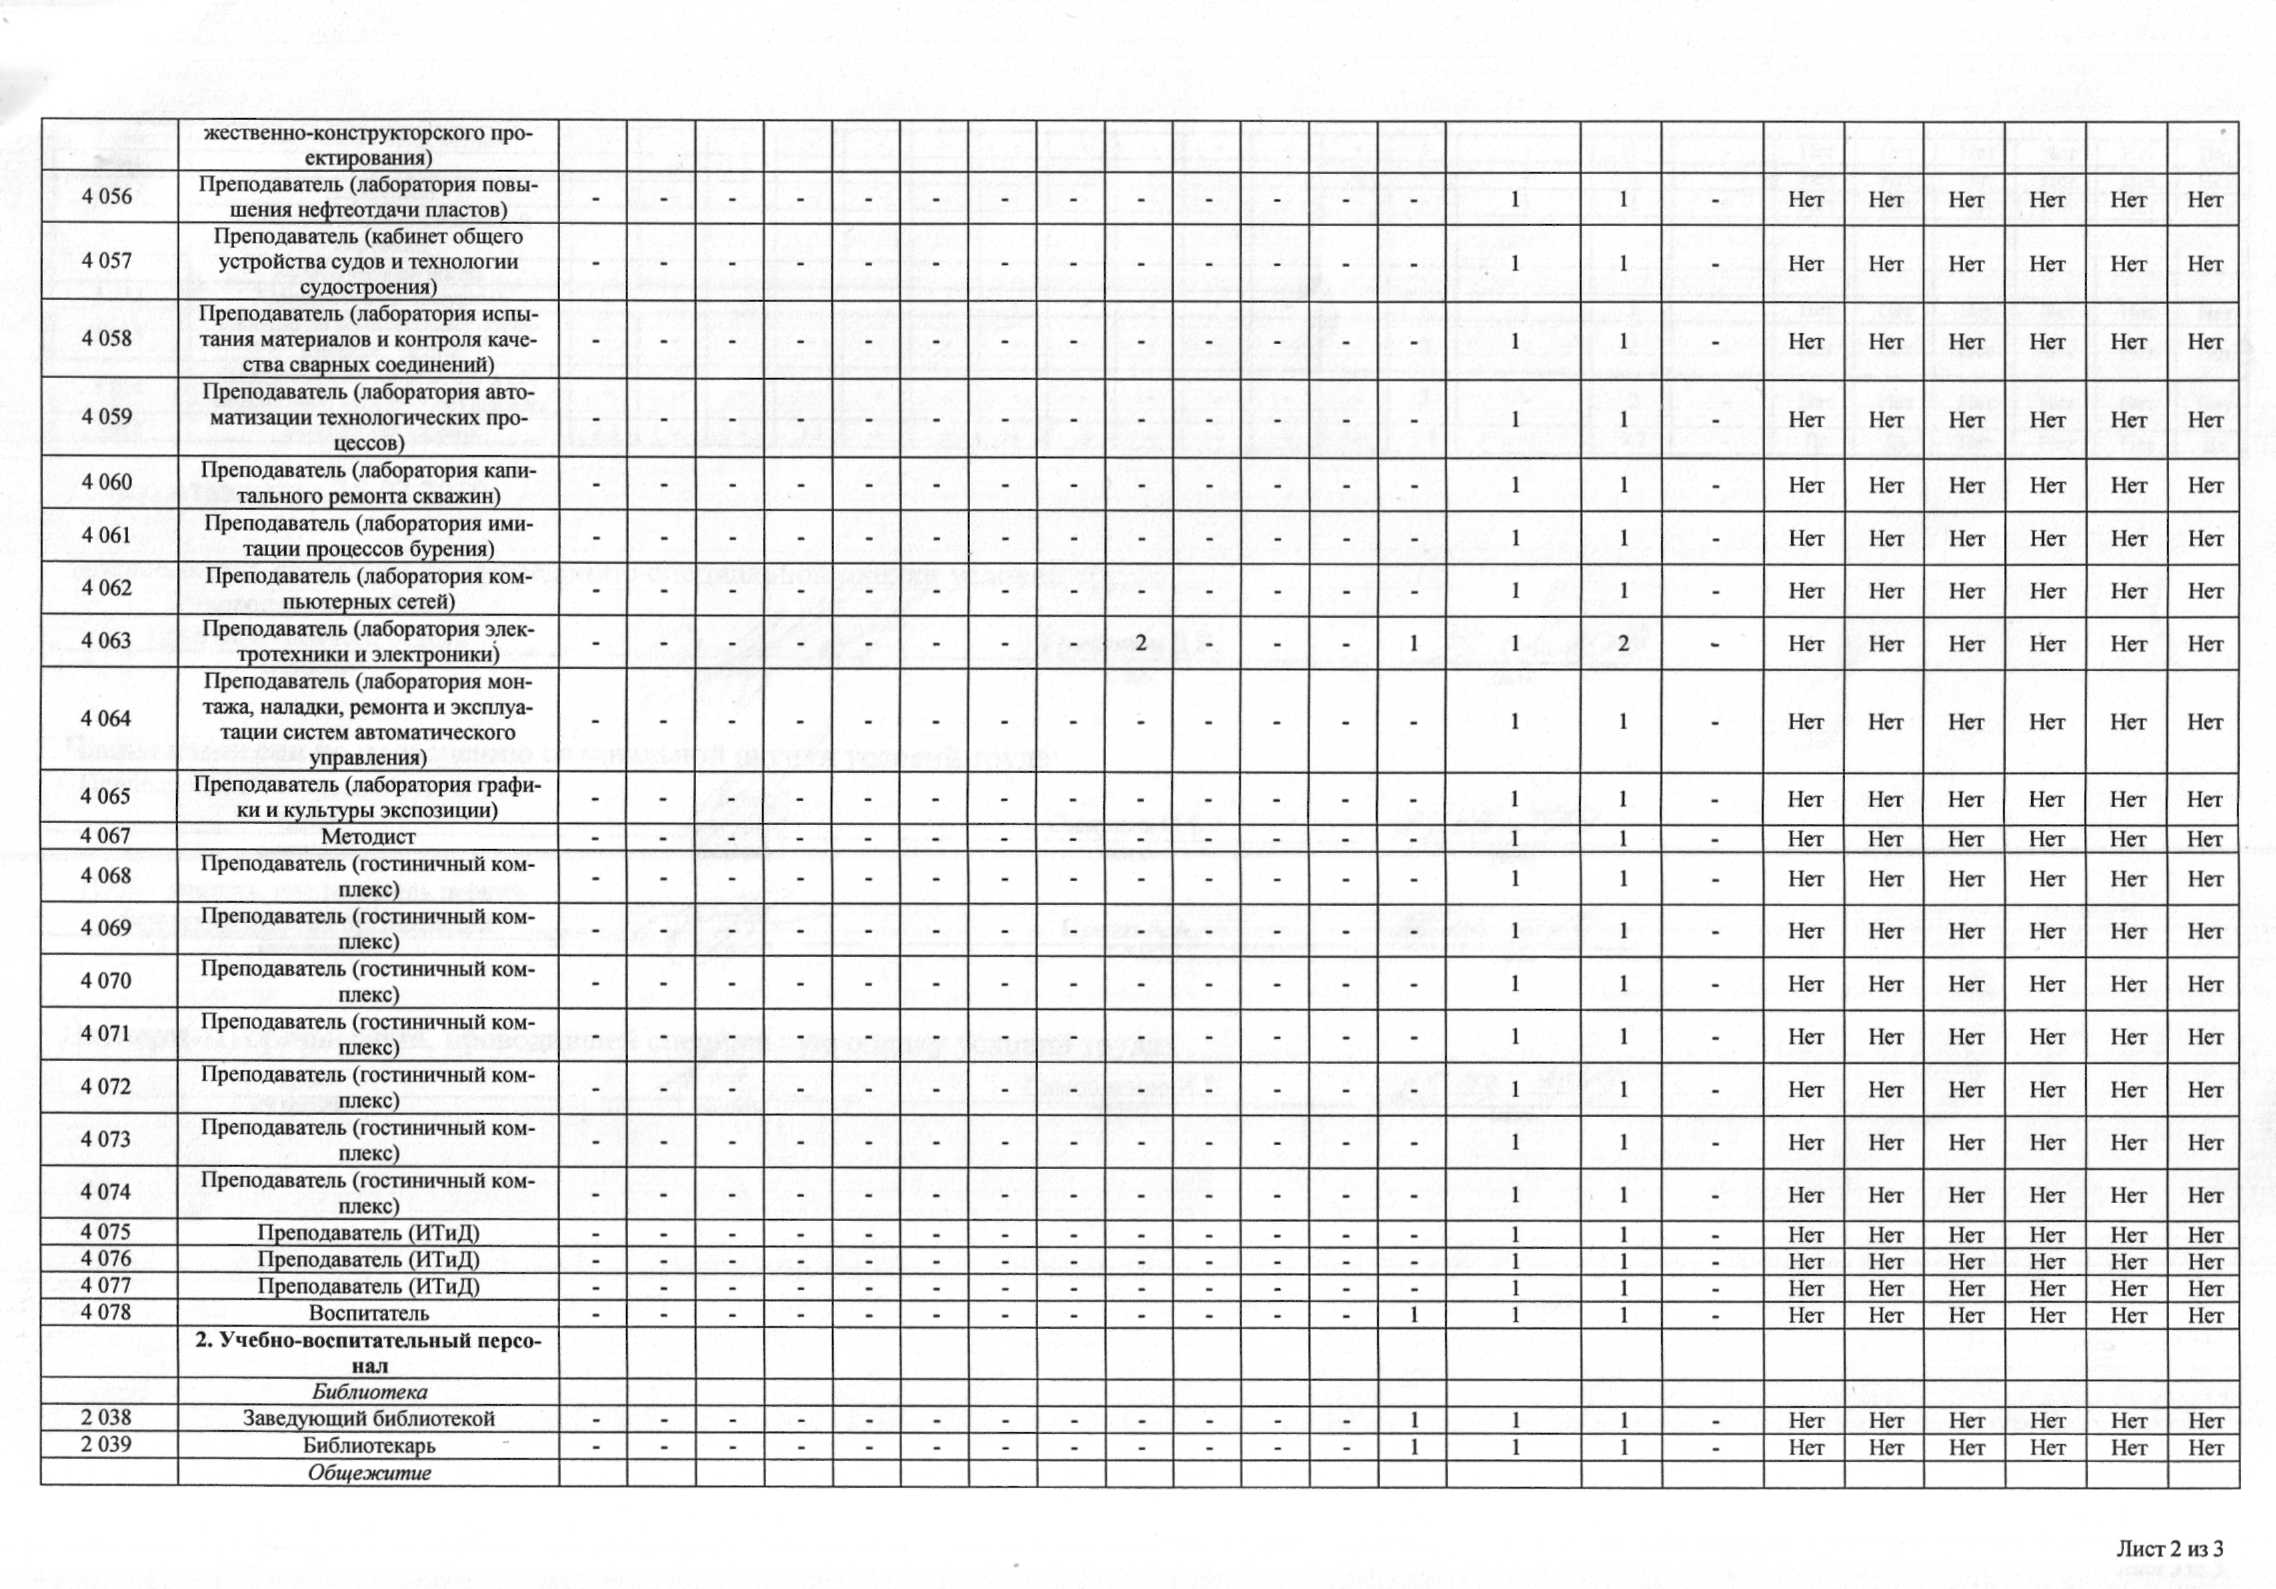 жественно-конструкторского про-
ектирования)
4 056
Преподаватель (лаборатория повы-
шения нефтеотдачи пластов)
- - - - - - - - - - - - - 1 1 - Нет Нет Нет Нет Нет Нет
4 057
Преподаватель (кабинет общего
устройства судов и технологии
судостроения)
- - - - - - - - - - - - - 1 1 - Нет Нет Нет Нет Нет Нет
4 058
Преподаватель (лаборатория испы-
тания материалов и контроля каче-
ства сварных соединений)
- - - - - - - - - - - - - 1 1 - Нет Нет Нет Нет Нет Нет
4 059
Преподаватель (лаборатория авто-
матизации технологических про-
цессов)
- - - - - - - - - - - - - 1 1 - Нет Нет Нет Нет Нет Нет
4 060
Преподаватель (лаборатория капи-
тального ремонта скважин)
- - - - - - - - - - - - - 1 1 - Нет Нет Нет Нет Нет Нет
4 061
Преподаватель (лаборатория ими-
тации процессов бурения)
- - - - - - - - - - - - - 1 1 - Нет Нет Нет Нет Нет Нет
4 062
Преподаватель (лаборатория ком-
пьютерных сетей)
- - - - - - - - - - - - - 1 1 - Нет Нет Нет Нет Нет Нет
4 063
Преподаватель (лаборатория элек-
тротехники и электроники)
- - - - - - - - 2 - - - 1 1 2 - Нет Нет Нет Нет Нет Нет
4 064
Преподаватель (лаборатория мон-
тажа, наладки, ремонта и эксплуа-
тации систем автоматического
управления)
- - - - - - - - - - - - - 1 1 - Нет Нет Нет Нет Нет Нет
4 065
Преподаватель (лаборатория графи-
ки и культуры экспозиции)
- - - - - - - - - - - - - 1 1 - Нет Нет Нет Нет Нет Нет
4 067 Методист - - - - - - - - - - - - - 1 1 - Нет Нет Нет Нет Нет Нет
4 068
Преподаватель (гостиничный ком-
плекс)
- - - - - - - - - - - - - 1 1 - Нет Нет Нет Нет Нет Нет
4 069
Преподаватель (гостиничный ком-
плекс)
- - - - - - - - - - - - - 1 1 - Нет Нет Нет Нет Нет Нет
4 070
Преподаватель (гостиничный ком-
плекс)
- - - - - - - - - - - - - 1 1 - Нет Нет Нет Нет Нет Нет
4 071
Преподаватель (гостиничный ком-
плекс)
- - - - - - - - - - - - - 1 1 - Нет Нет Нет Нет Нет Нет
4 072
Преподаватель (гостиничный ком-
плекс)
- - - - - - - - - - - - - 1 1 - Нет Нет Нет Нет Нет Нет
4 073
Преподаватель (гостиничный ком-
плекс)
- - - - - - - - - - - - - 1 1 - Нет Нет Нет Нет Нет Нет
4 074
Преподаватель (гостиничный ком-
плекс)
- - - - - - - - - - - - - 1 1 - Нет Нет Нет Нет Нет Нет
4 075 Преподаватель (ИТиД) - - - - - - - - - - - - - 1 1 - Нет Нет Нет Нет Нет Нет
4 076 Преподаватель (ИТиД) - - - - - - - - - - - - - 1 1 - Нет Нет Нет Нет Нет Нет
4 077 Преподаватель (ИТиД) - - - - - - - - - - - - - 1 1 - Нет Нет Нет Нет Нет Нет
4 078 Воспитатель - - - - - - - - - - - - 1 1 1 - Нет Нет Нет Нет Нет Нет
2. Учебно-воспитательный персо-
нал
Библиотека
2 038 Заведующий библиотекой - - - - - - - - - - - - 1 1 1 - Нет Нет Нет Нет Нет Нет
2 039 Библиотекарь - - - - - - - - - - - - 1 1 1 - Нет Нет Нет Нет Нет Нет
Общежитие
Лист 2 из 3